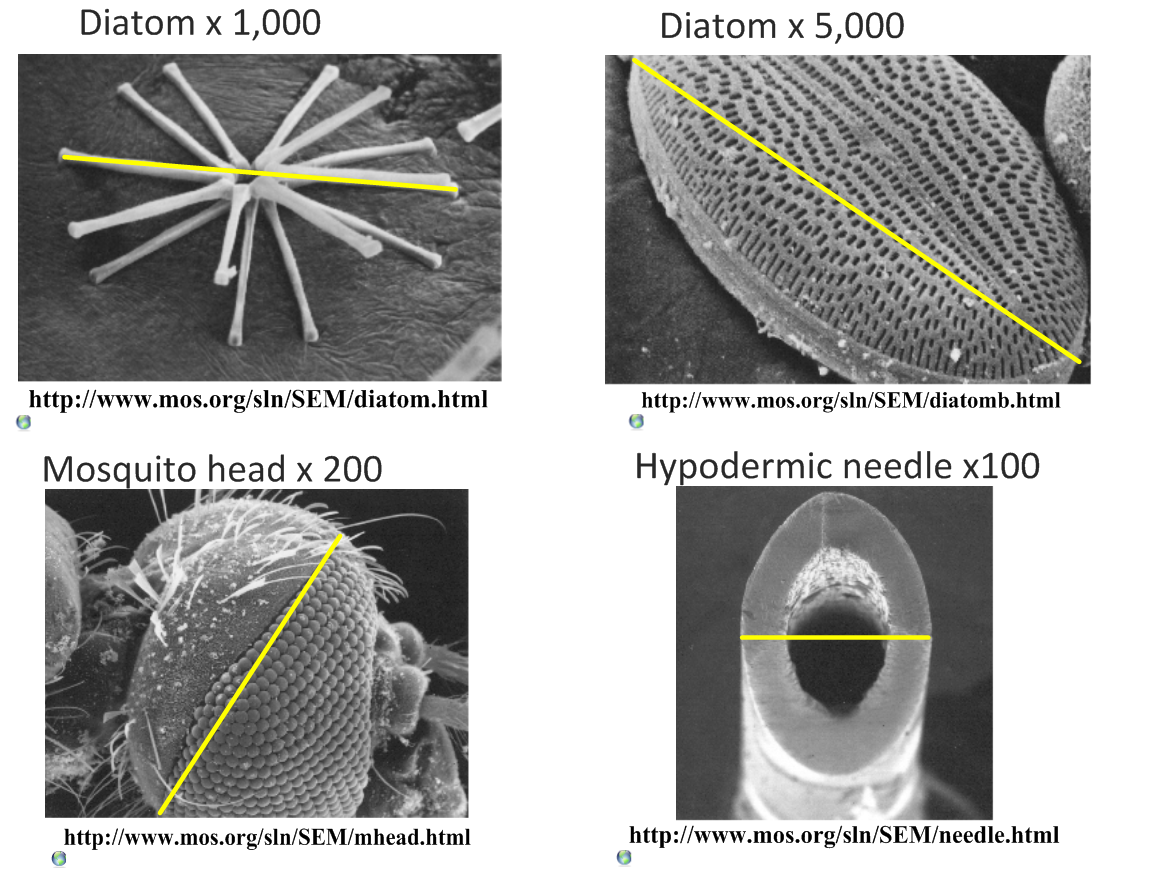 Diatom x 1,000
Diatom x 5,000
http://www.mos.org/sln/SEM/diatom.html
http://www.mos.org/sln/SEM/diatomb.html
Mosquito head x 200
Hypodermic needle x100
http://www.mos.org/sln/SEM/mhead.html
http://www.mos.org/sln/SEM/needle.html